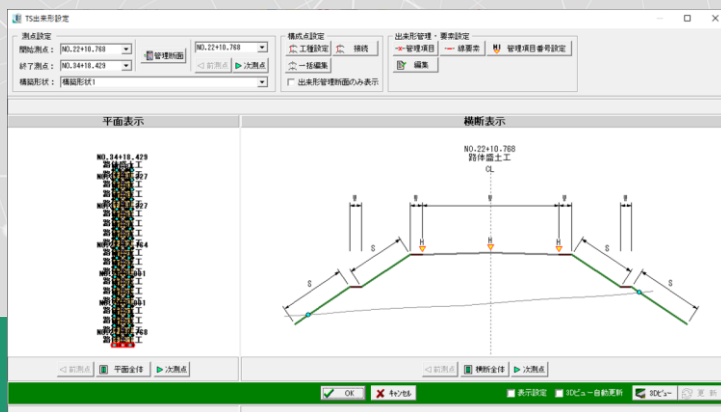 TS出来形設定
測点設定
開始測点： NO.22+10.768
終了測点： NO.34+18.429
構築形状： 構築形状1
管理断面
NO.22+10.768
◁ 前測点 ▶ 次測点
構成点設定
工種設定 接続
一括編集
出来形管理断面のみ表示
出来形管理・要素設定
管理項目 線要素 管理項目番号設定
編集
平面表示
横断表示
NO.34+18.429
NO.22+10.768
路体盛土工
CL
W W W W W
H H H
S S S S
◁ 前測点 平面全体 ▶ 次測点
◁ 前測点 横断全体 ▶ 次測点
OK キャンセル 表示設定 3Dビュー自動更新 3Dビュー 更 新